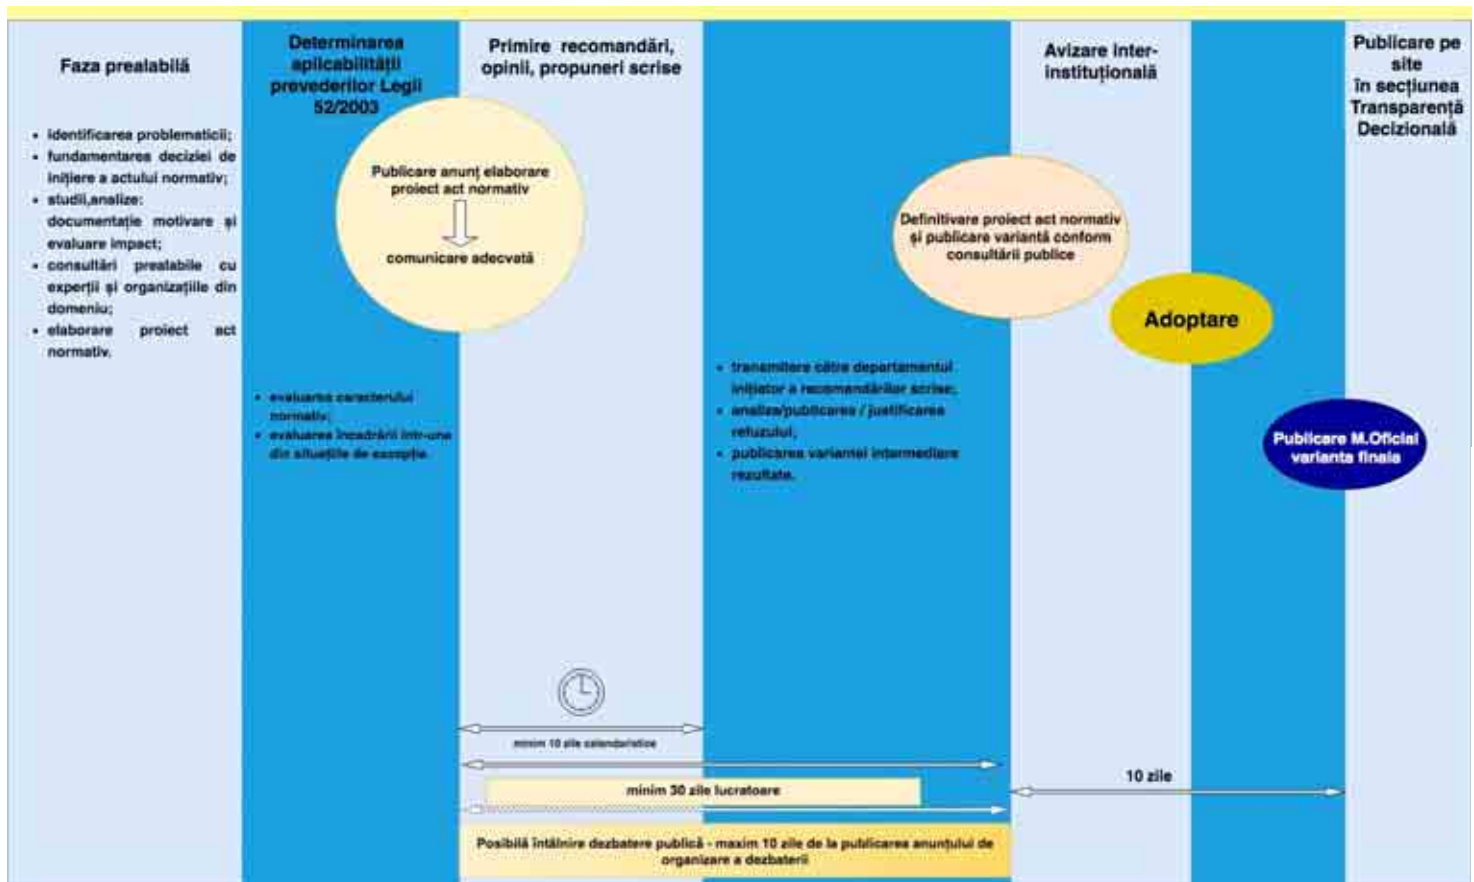 Faza prealabilă
• identificarea problematicii;
• fundamentarea deciziei de
inițiere a actului normativ;
• studii,analize:
documentație motivare și
evaluare impact;
• consultări prealabile cu
experții și organizațiile din
domeniu;
• elaborare proiect act
normativ.
Determinarea
aplicabilității
prevederilor Legii
52/2003
• evaluarea caracterului
normativ;
• evaluarea încadrării într-una
din situațiile de excepție.
Publicare anunț elaborare
proiect act normativ
comunicare adecvată
Primire recomandări,
opinii, propuneri scrise
• transmitere către departamentul
inițiator a recomandărilor scrise;
• analiza/publicarea / justificarea
refuzului;
• publicarea variantei intermediare
rezultate.
Definitivare proiect act normativ
și publicare variantă conform
consultării publice
Avizare inter-
instituțională
Adoptare
Publicare M.Oficial
varianta finala
Publicare pe
site
în secțiunea
Transparență
Decizională
minim 10 zile calendaristice
minim 30 zile lucratoare
10 zile
Posibilă întâlnire dezbatere publică - maxim 10 zile de la publicarea anunțului de
organizare a dezbaterii